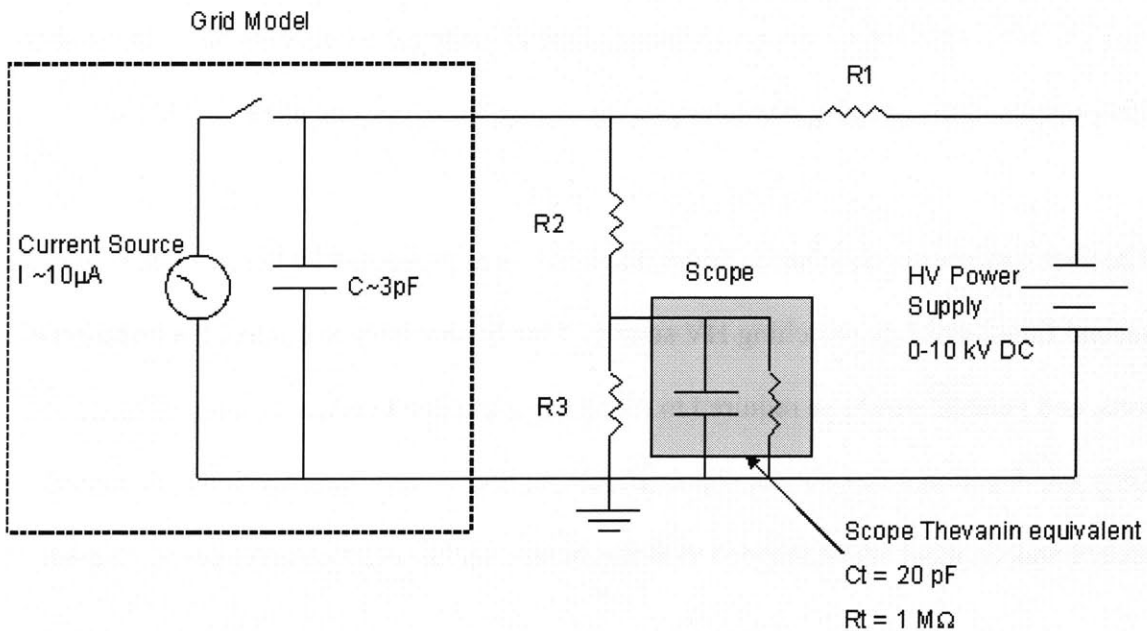 Grid Model
R1
Current Source
I ~10µA
C~3pF
R2
R3
Scope
HV Power
Supply
0-10 kV DC
Scope Thevanin equivalent
Ct = 20 pF
Rt = 1 MΩ